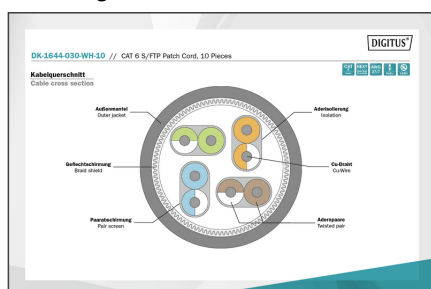 DIGITUS®
DK-1644-030-WH-10 // CAT 6 S/FTP Patch Cord, 10 Pieces
Kabelquerschnitt
Cable cross section
Außenmantel
Outer jacket
Aderisolierung
Isolation
Geflechtschirmung
Braid shield
Cu-Draht
Cu-Wire
Paarabschirmung
Pair screen
Adernpaare
Twisted pair